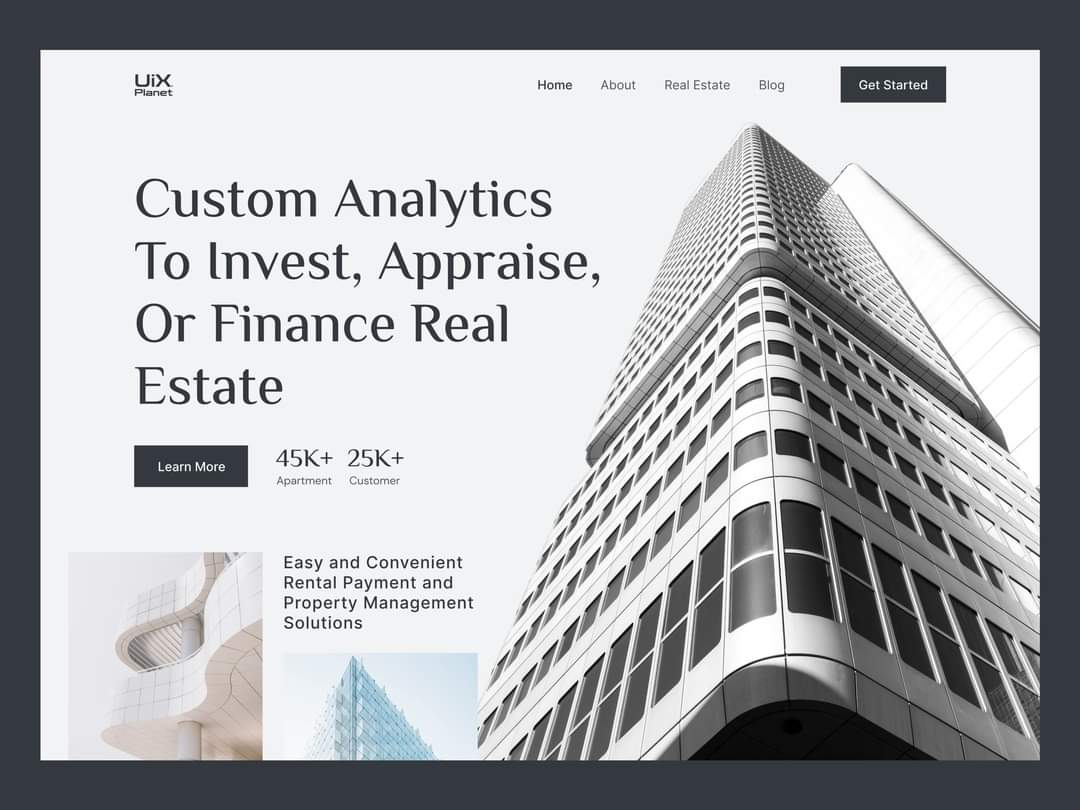 UiX
Planet
Home About Real Estate Blog Get Started
Custom Analytics
To Invest, Appraise,
Or Finance Real
Estate
Learn More
45K+ 25K+
Apartment Customer
Easy and Convenient
Rental Payment and
Property Management
Solutions